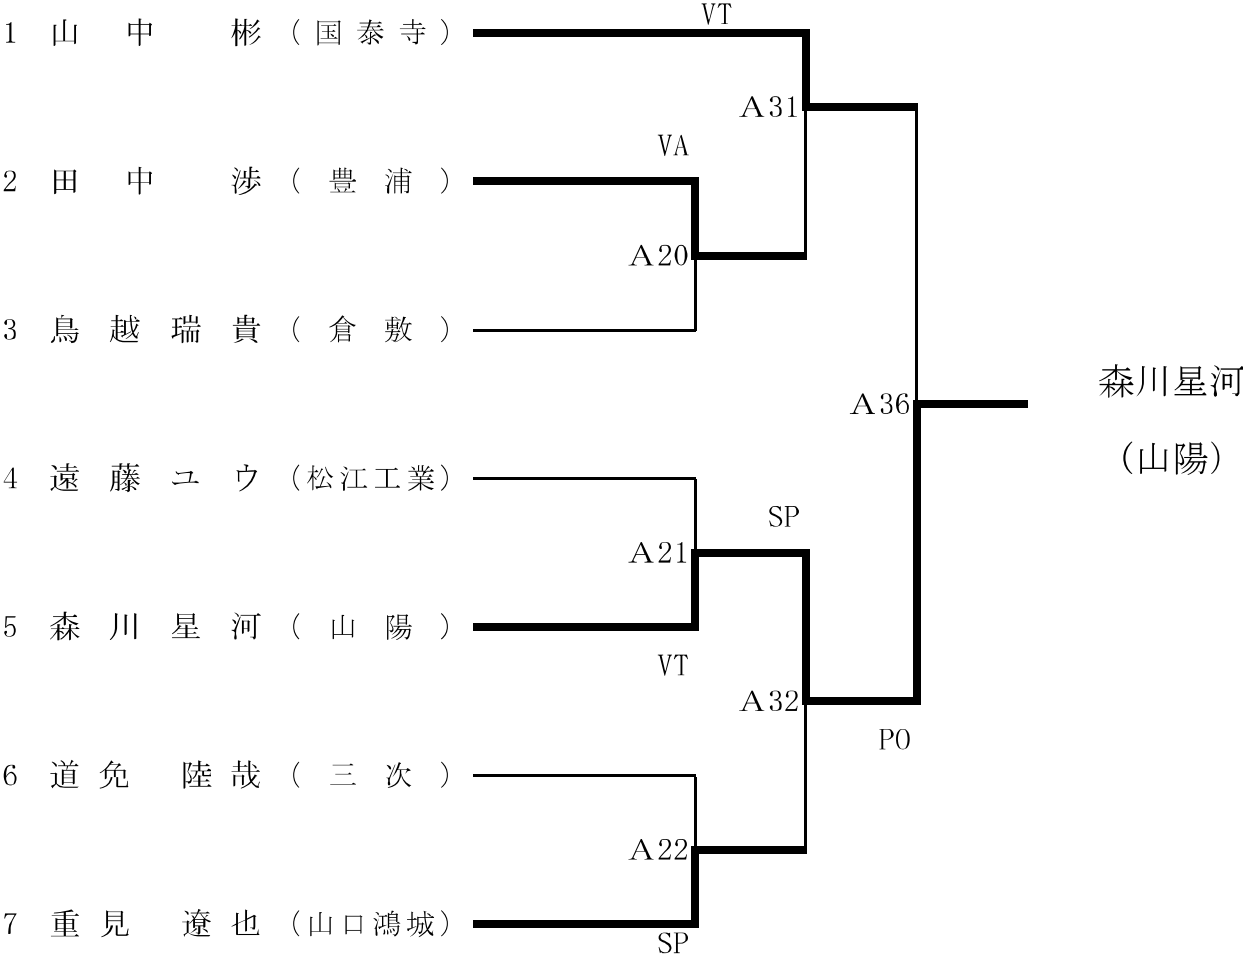 VT
1 山中 彬 (国泰寺)
A31
VA
2 田中 渉 (豊浦)
A20
3 鳥越瑞貴 (倉敷)
A36
森川星河
(山陽)
4 遠藤ユウ (松江工業)
SP
A21
5 森川星河 (山陽)
VT
A32
PO
6 道免 陸哉 (三次)
A22
7 重見 遼也 (山口鴻城)
SP